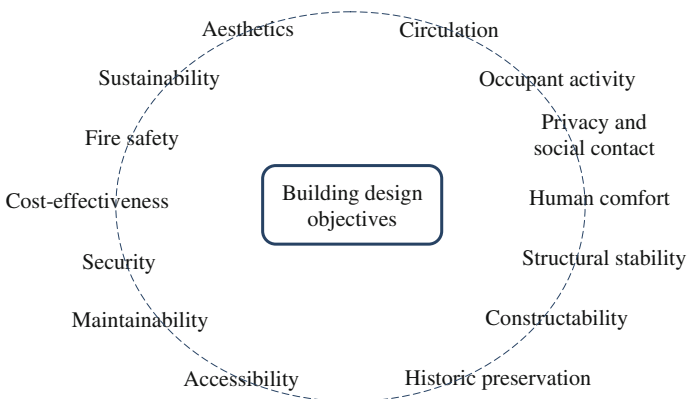 Aesthetics
Circulation
Sustainability
Occupant activity
Fire safety
Privacy and
social contact
Building design
objectives
Cost-effectiveness
Human comfort
Security
Structural stability
Maintainability
Constructability
Accessibility
Historic preservation